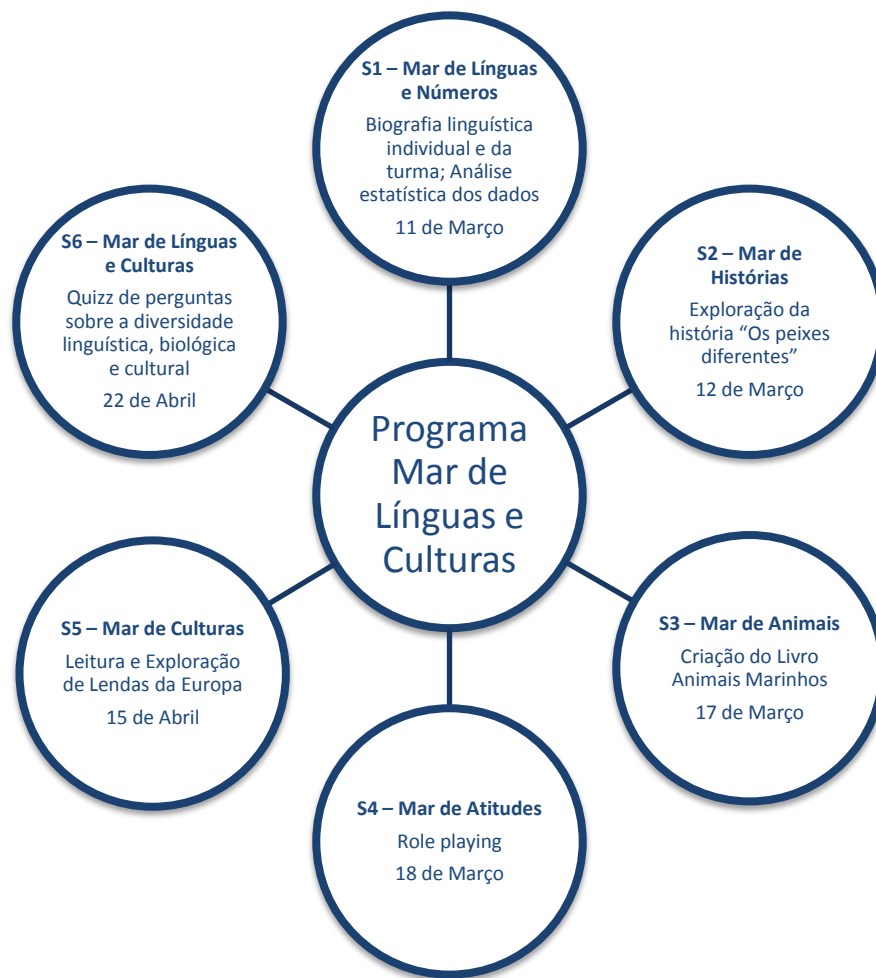 S1 – Mar de Línguas
e Números
Biografia linguística
individual e da
turma; Análise
estatística dos dados
11 de Março
S2 – Mar de
Histórias
Exploração da
história “Os peixes
diferentes”
12 de Março
S3 – Mar de Animais
Criação do Livro
Animais Marinhos
17 de Março
S4 – Mar de Atitudes
Role playing
18 de Março
S5 – Mar de Culturas
Leitura e Exploração
de Lendas da Europa
15 de Abril
S6 – Mar de Línguas
e Culturas
Quizz de perguntas
sobre a diversidade
linguística, biológica
e cultural
22 de Abril
Programa
Mar de
Línguas e
Culturas